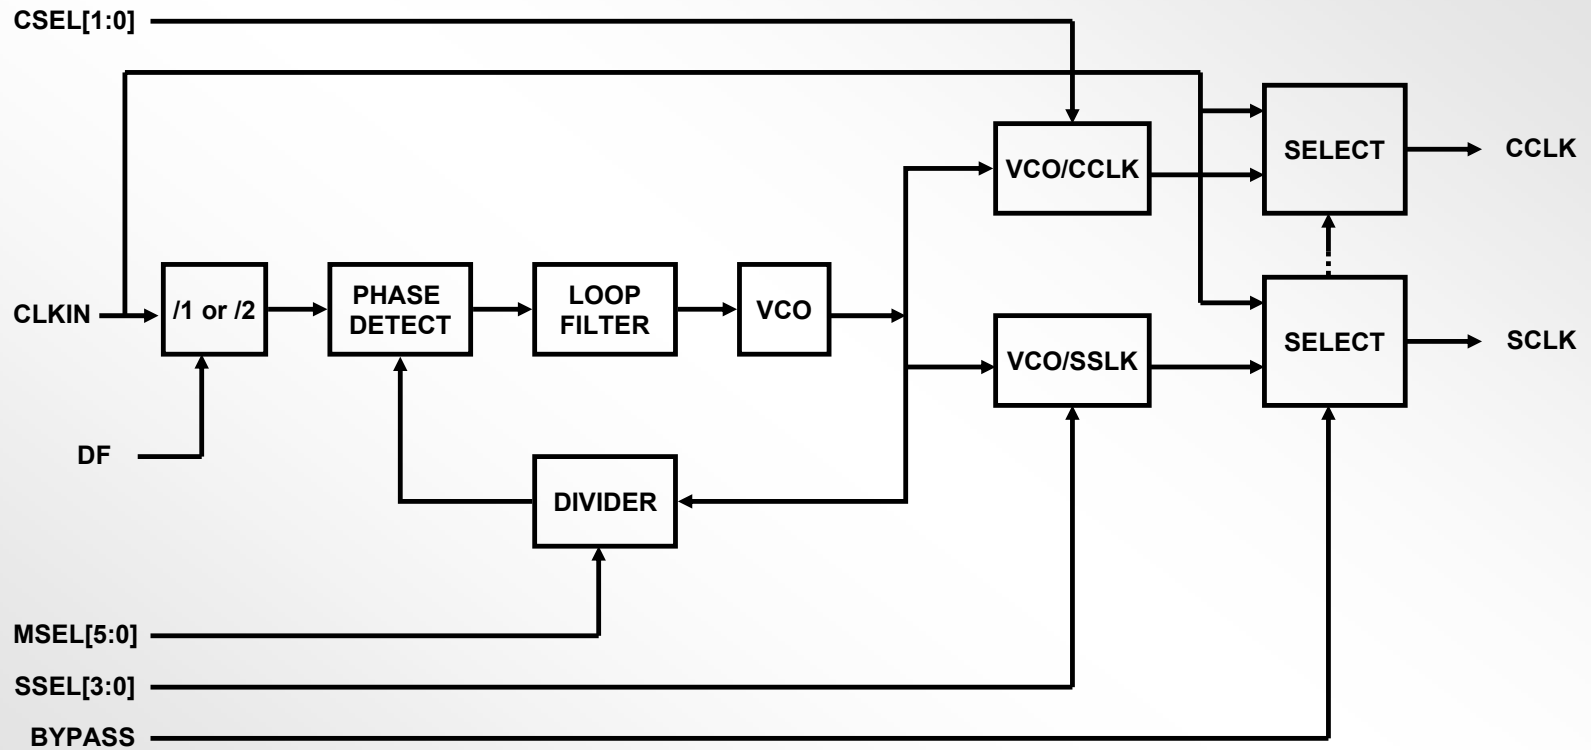 CSEL[1:0]
VCO/CCLK
SELECT
CCLK
CLKIN
/1 or /2
PHASE
DETECT
LOOP
FILTER
VCO
VCO/SSLK
SELECT
SCLK
DF
DIVIDER
MSEL[5:0]
SSEL[3:0]
BYPASS